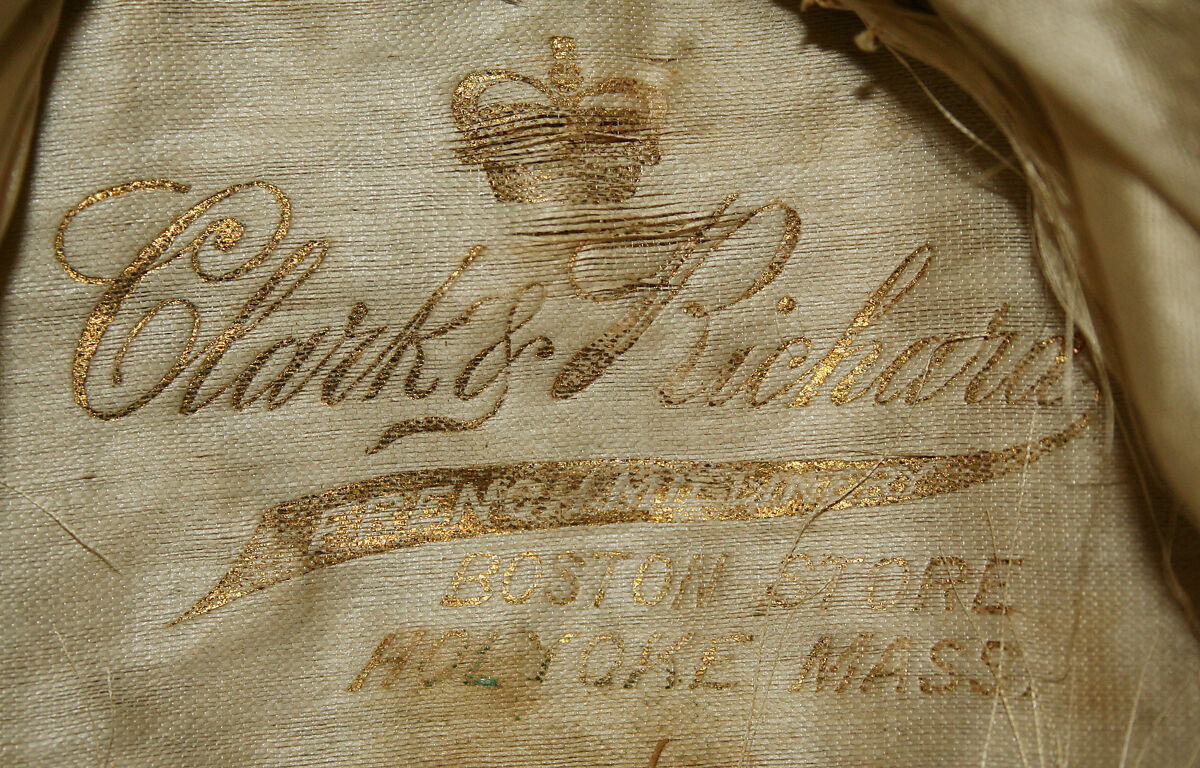 Clark & Richard
FRENCH MILLINERY
BOSTON STORE
HOLYOKE MASS.